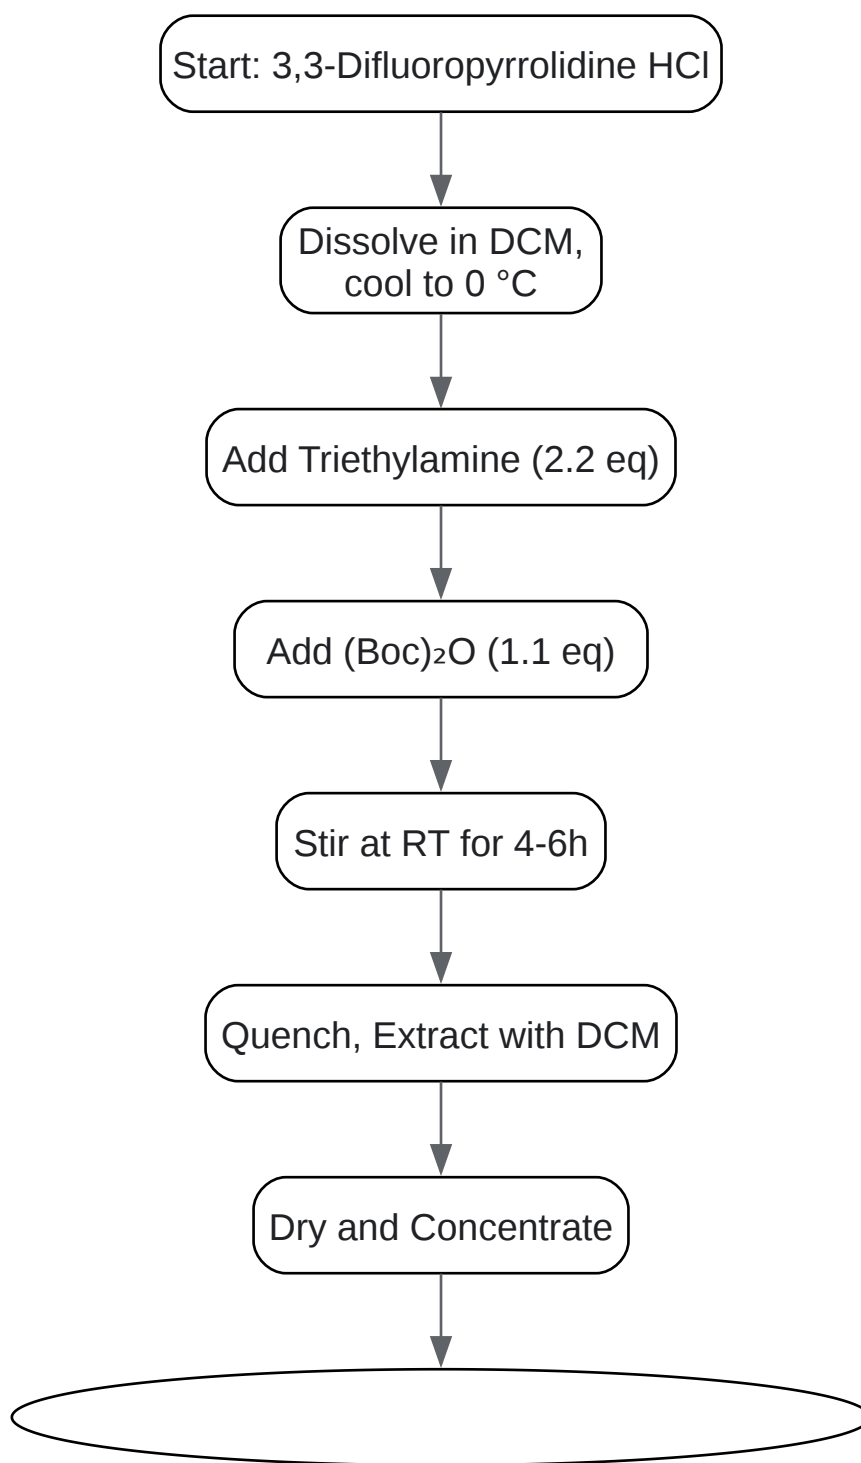 Start: 3,3-Difluoropyrrolidine HCl
Dissolve in DCM,
cool to 0 °C
Add Triethylamine (2.2 eq)
Add (Boc)₂O (1.1 eq)
Stir at RT for 4-6h
Quench, Extract with DCM
Dry and Concentrate